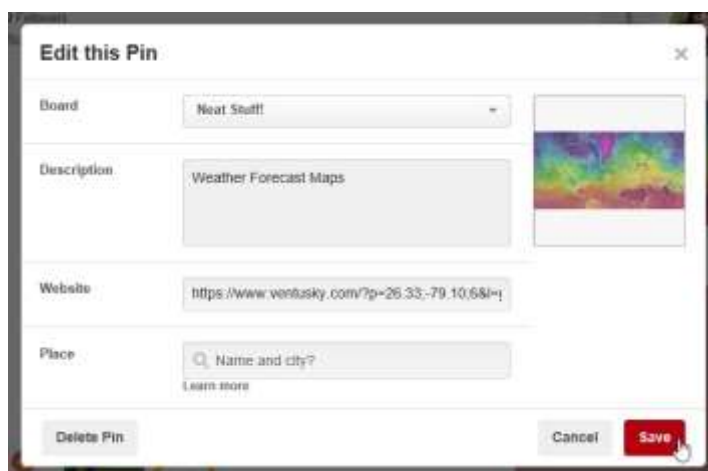 Edit this Pin
×
Board
Neat Stuff!
Description
Weather Forecast Maps
Website
https://www.ventusky.com/?p=26.33;-79.10;6&l=
Place
Name and city?
Learn more
Delete Pin
Cancel
Save